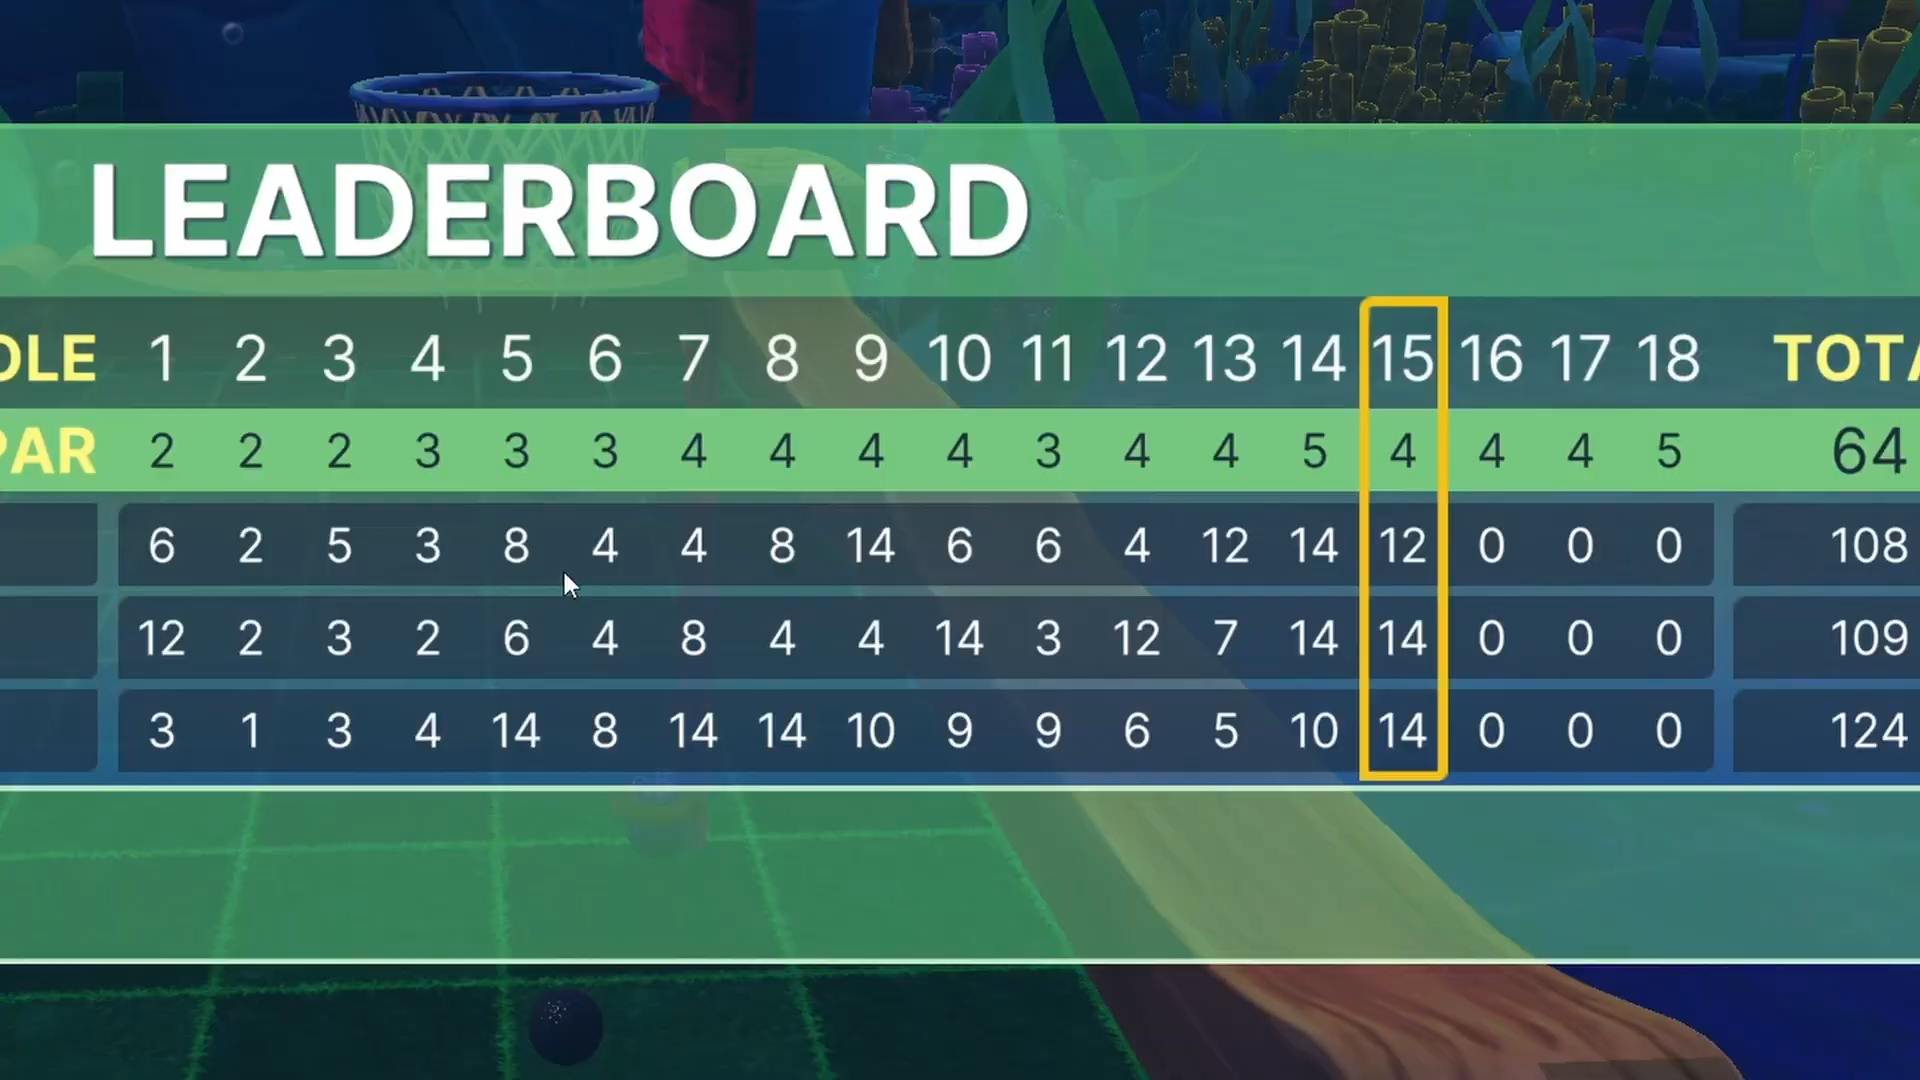 LEADERBOARD
OLE 1 2 3 4 5 6 7 8 9 10 11 12 13 14 15 16 17 18 TOTA
PAR 2 2 2 3 3 3 4 4 4 4 3 4 4 5 4 4 4 5 64
6 2 5 3 8 4 4 8 14 6 6 4 12 14 12 0 0 0 108
12 2 3 2 6 4 8 4 4 14 3 12 7 14 14 0 0 0 109
3 1 3 4 14 8 14 14 10 9 9 6 5 10 14 0 0 0 124